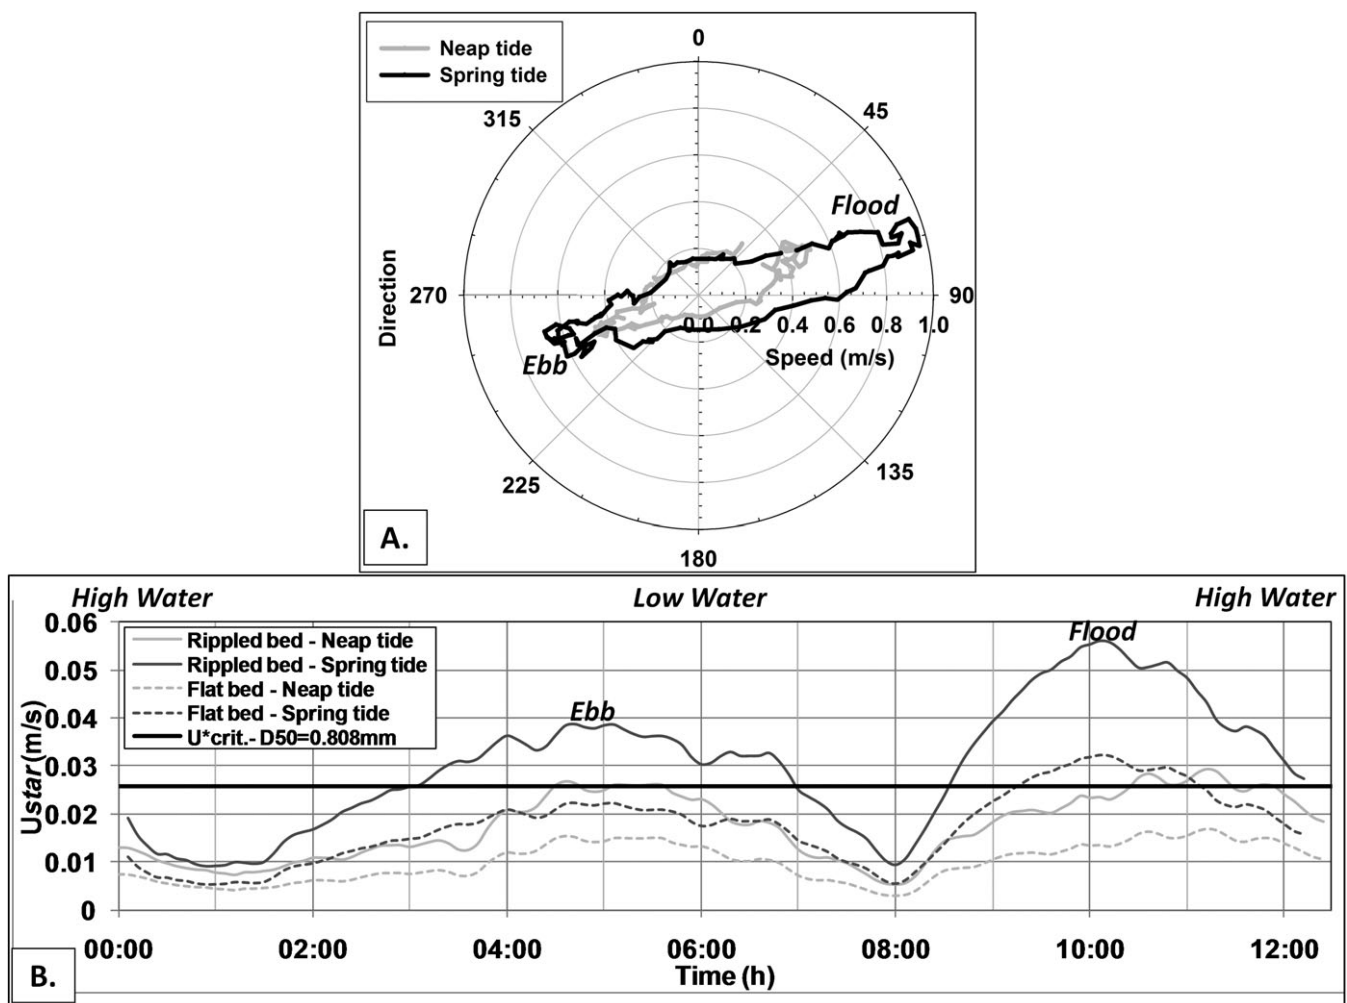 Neap tide
Spring tide
0
315
45
Flood
Direction
270
90
0.0 0.2 0.4 0.6 0.8 1.0
Speed (m/s)
Ebb
225
135
180
A.
High Water Low Water High Water
0.06
Rippled bed - Neap tide
Rippled bed - Spring tide
Flat bed - Neap tide
Flat bed - Spring tide
U*crit.- D50=0.808mm
Flood
0.05
Ebb
0.04
0.03
0.02
0.01
0
Ustar(m/s)
00:00 02:00 04:00 06:00 08:00 10:00 12:00
Time (h)
B.